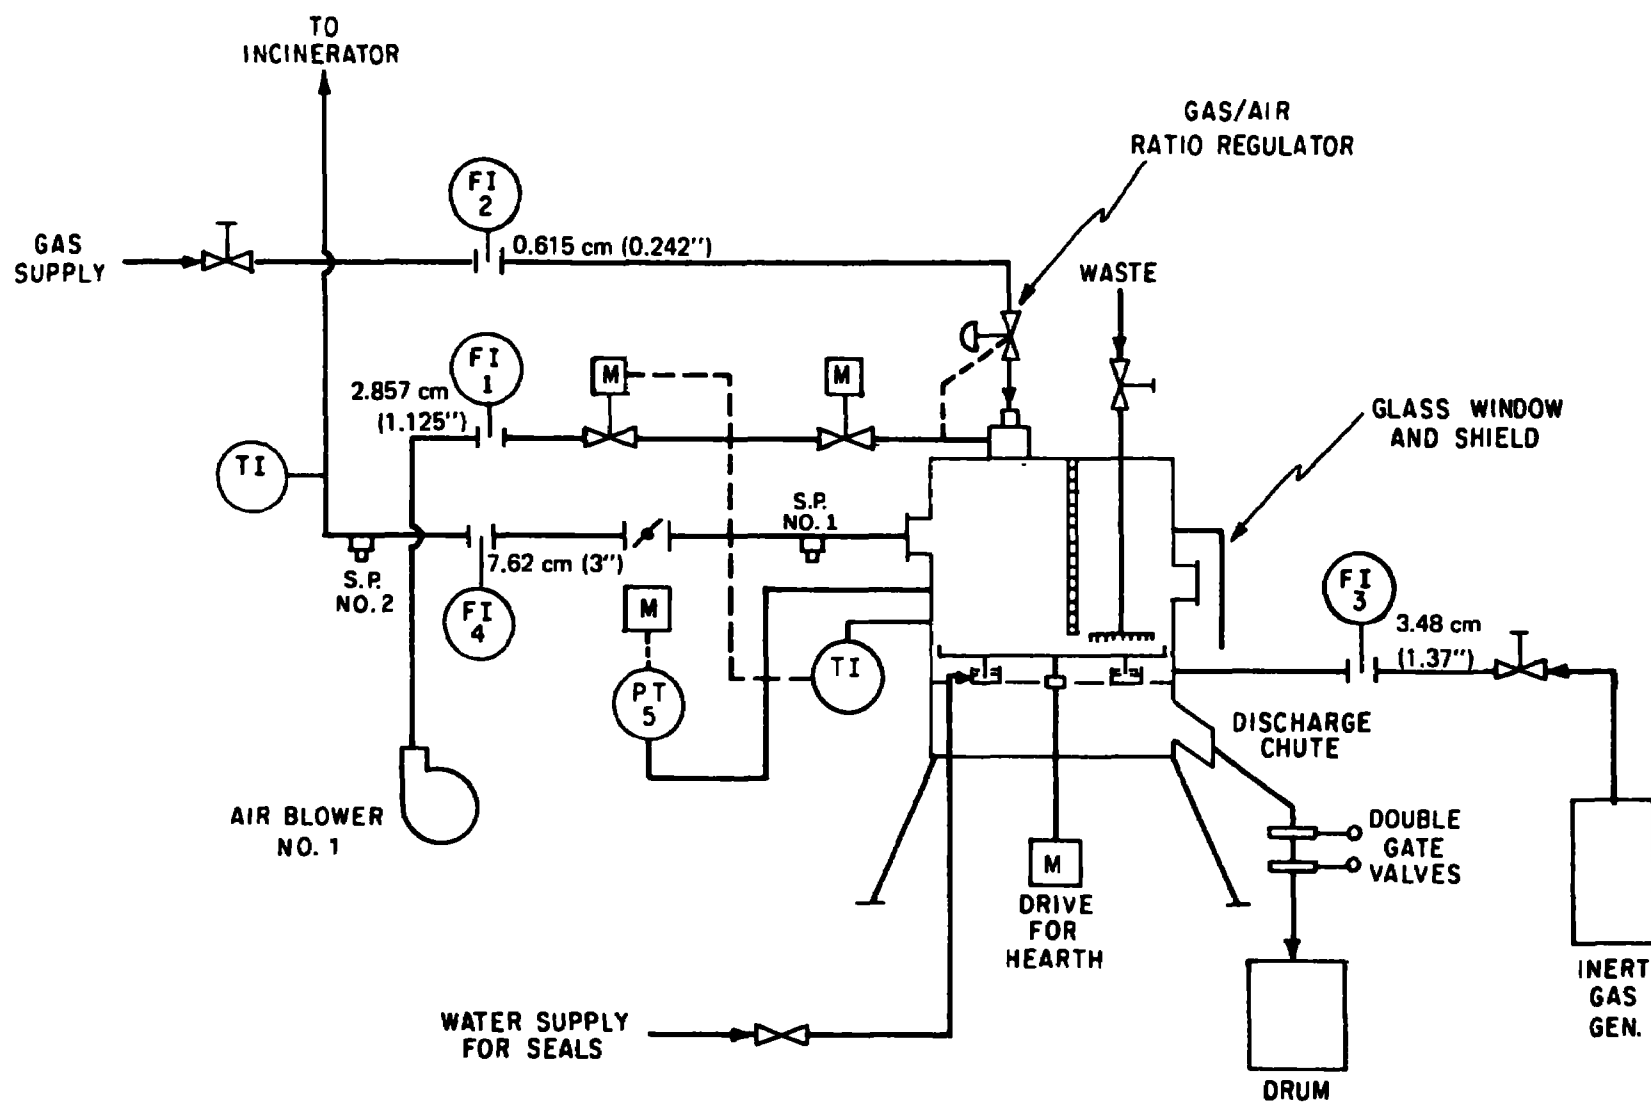 TO
INCINERATOR
GAS/AIR
RATIO REGULATOR
FI
2
GAS
SUPPLY
0.615 cm (0.242")
WASTE
FI
1
2.857 cm
(1.125")
M
M
GLASS WINDOW
AND SHIELD
TI
S.P.
NO. 1
7.62 cm (3")
S.P.
NO. 2
FI
4
M
FI
3
3.48 cm
(1.37")
TI
PT
5
DISCHARGE
CHUTE
AIR BLOWER
NO. 1
DOUBLE
GATE
VALVES
M
DRIVE
FOR
HEARTH
INERT
GAS
GEN.
WATER SUPPLY
FOR SEALS
DRUM